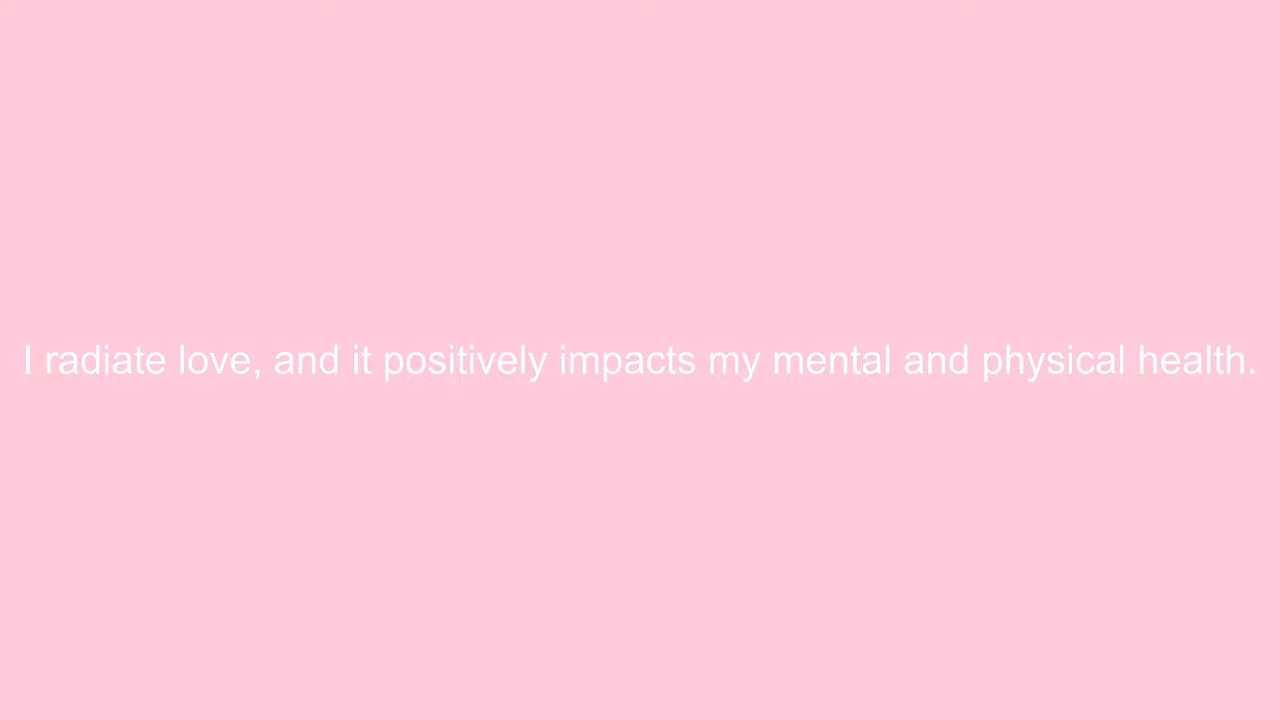 I radiate love, and it positively impacts my mental and physical health.